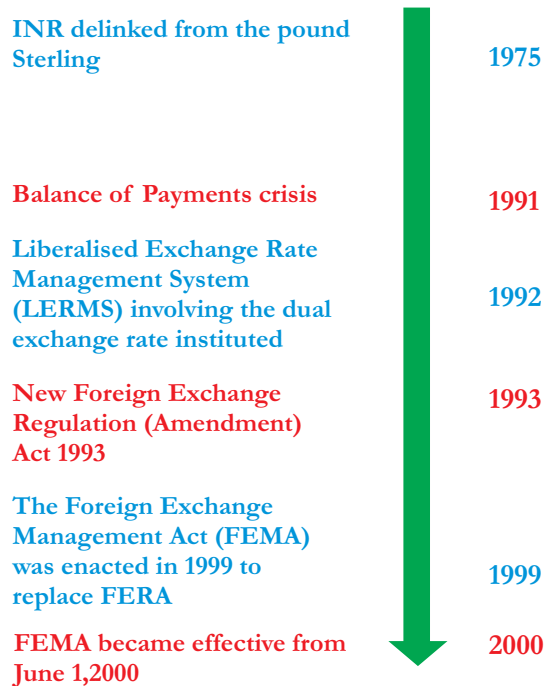 INR delinked from the pound
Sterling
1975
Balance of Payments crisis
1991
Liberalised Exchange Rate
Management System
(LERMS) involving the dual
exchange rate instituted
1992
New Foreign Exchange
Regulation (Amendment)
Act 1993
1993
The Foreign Exchange
Management Act (FEMA)
was enacted in 1999 to
replace FERA
1999
FEMA became effective from
June 1,2000
2000